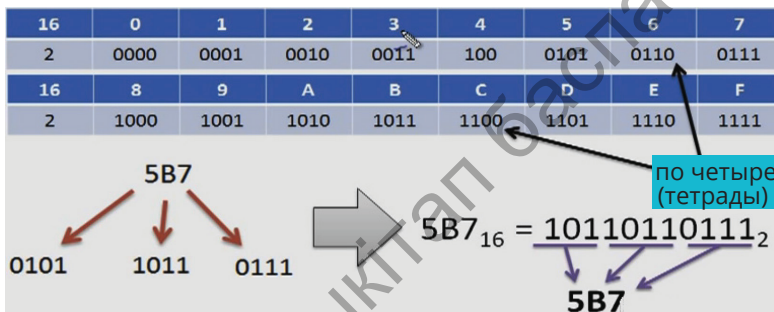 16 0 1 2 3 4 5 6 7
2 0000 0001 0010 0011 100 0101 0110 0111
16 8 9 A B C D E F
2 1000 1001 1010 1011 1100 1101 1110 1111
по четыре
(тетрады)
5B7
0101 1011 0111
5B7₁₆ = 10110110111₂
5B7